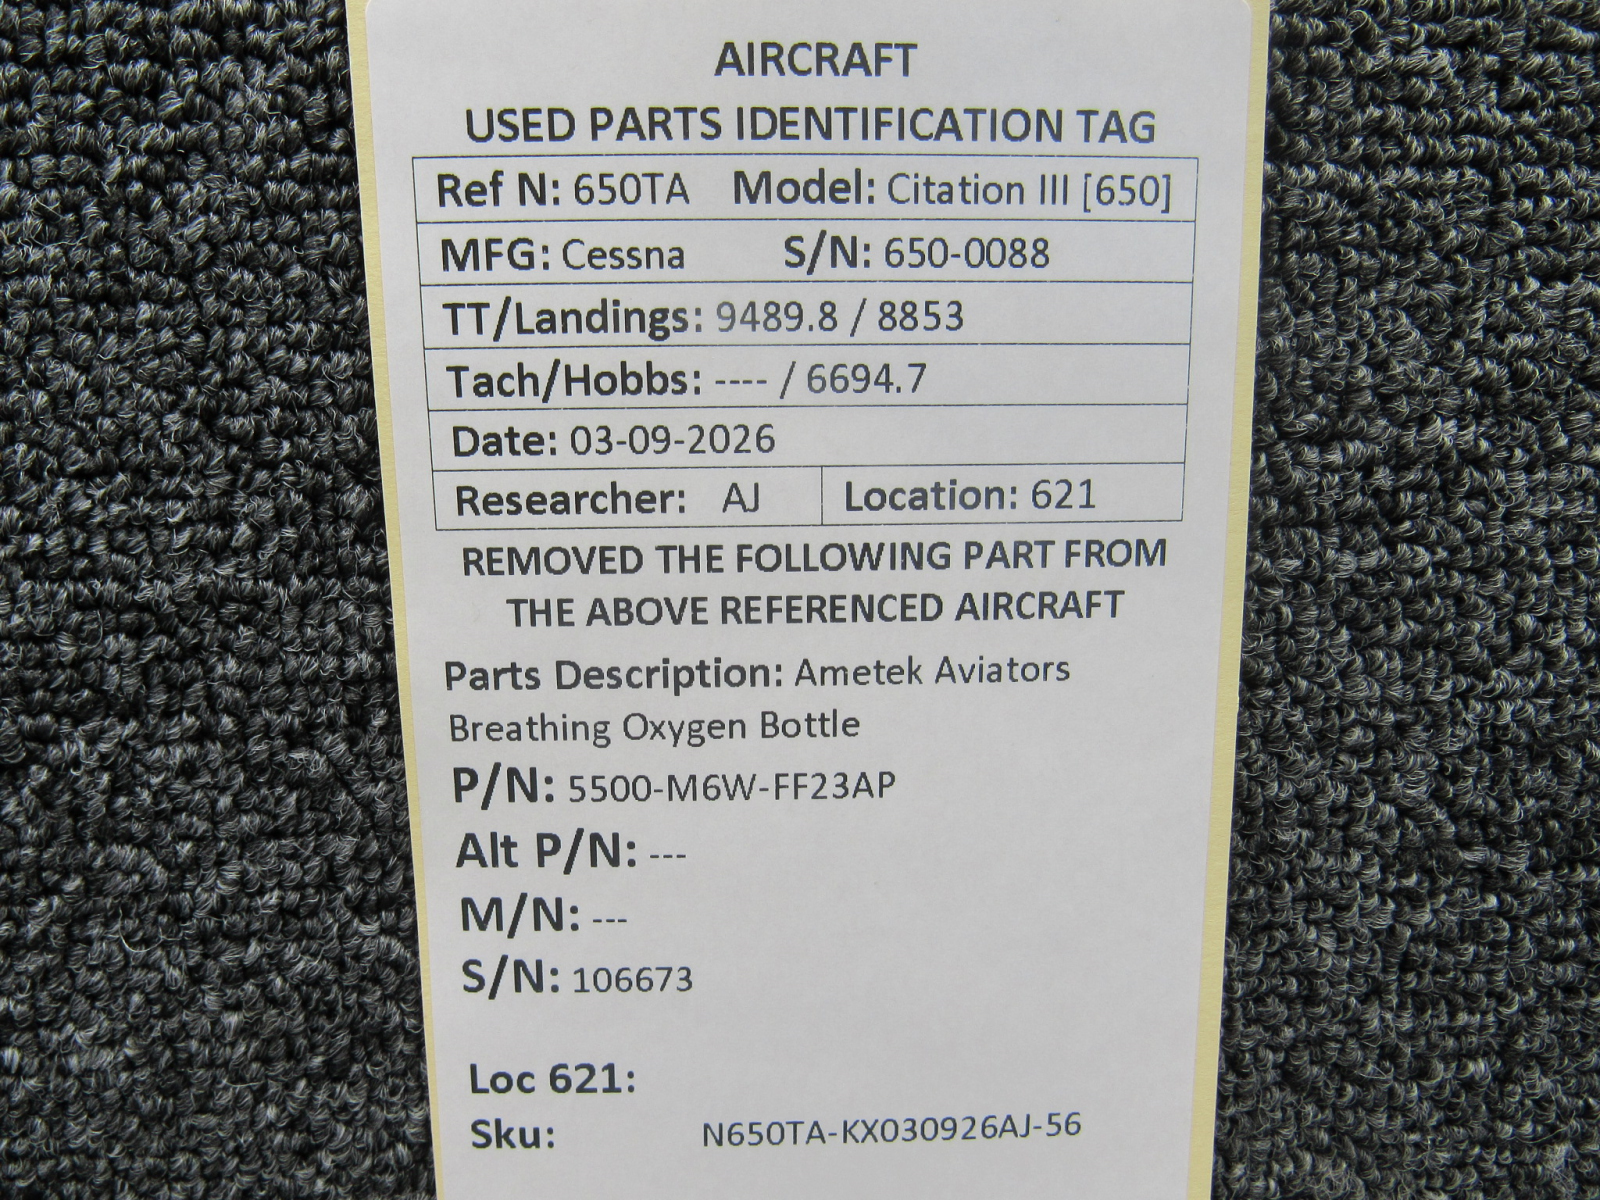 AIRCRAFT
USED PARTS IDENTIFICATION TAG
Ref N: 650TA Model: Citation III [650]
MFG: Cessna S/N: 650-0088
TT/Landings: 9489.8 / 8853
Tach/Hobbs: ---- / 6694.7
Date: 03-09-2026
Researcher: AJ Location: 621
REMOVED THE FOLLOWING PART FROM
THE ABOVE REFERENCED AIRCRAFT
Parts Description: Ametek Aviators
Breathing Oxygen Bottle
P/N: 5500-M6W-FF23AP
Alt P/N: ---
M/N: ---
S/N: 106673
Loc 621:
Sku: N650TA-KX030926AJ-56